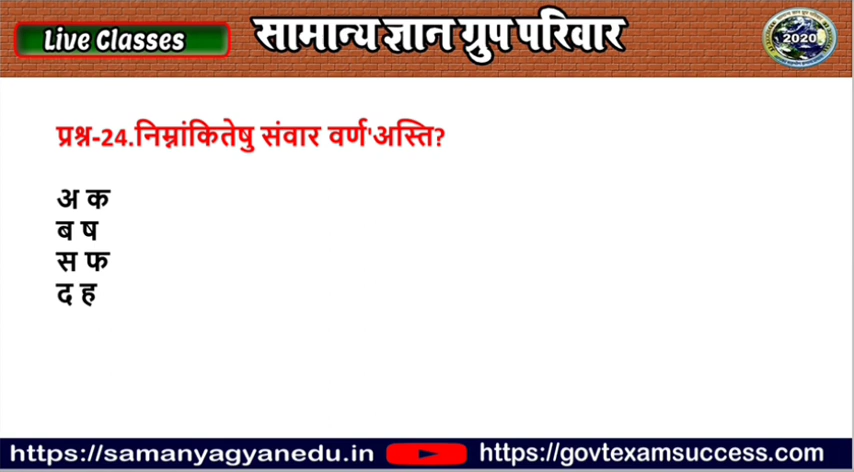 Live Classes
सामान्य ज्ञान ग्रुप परिवार
2020
प्रश्न-24.निम्नांकितेषु संवार वर्ण'अस्ति?
अ क
ब ष
स फ
द ह
https://samanyagyanedu.in
https://govtexamsuccess.com